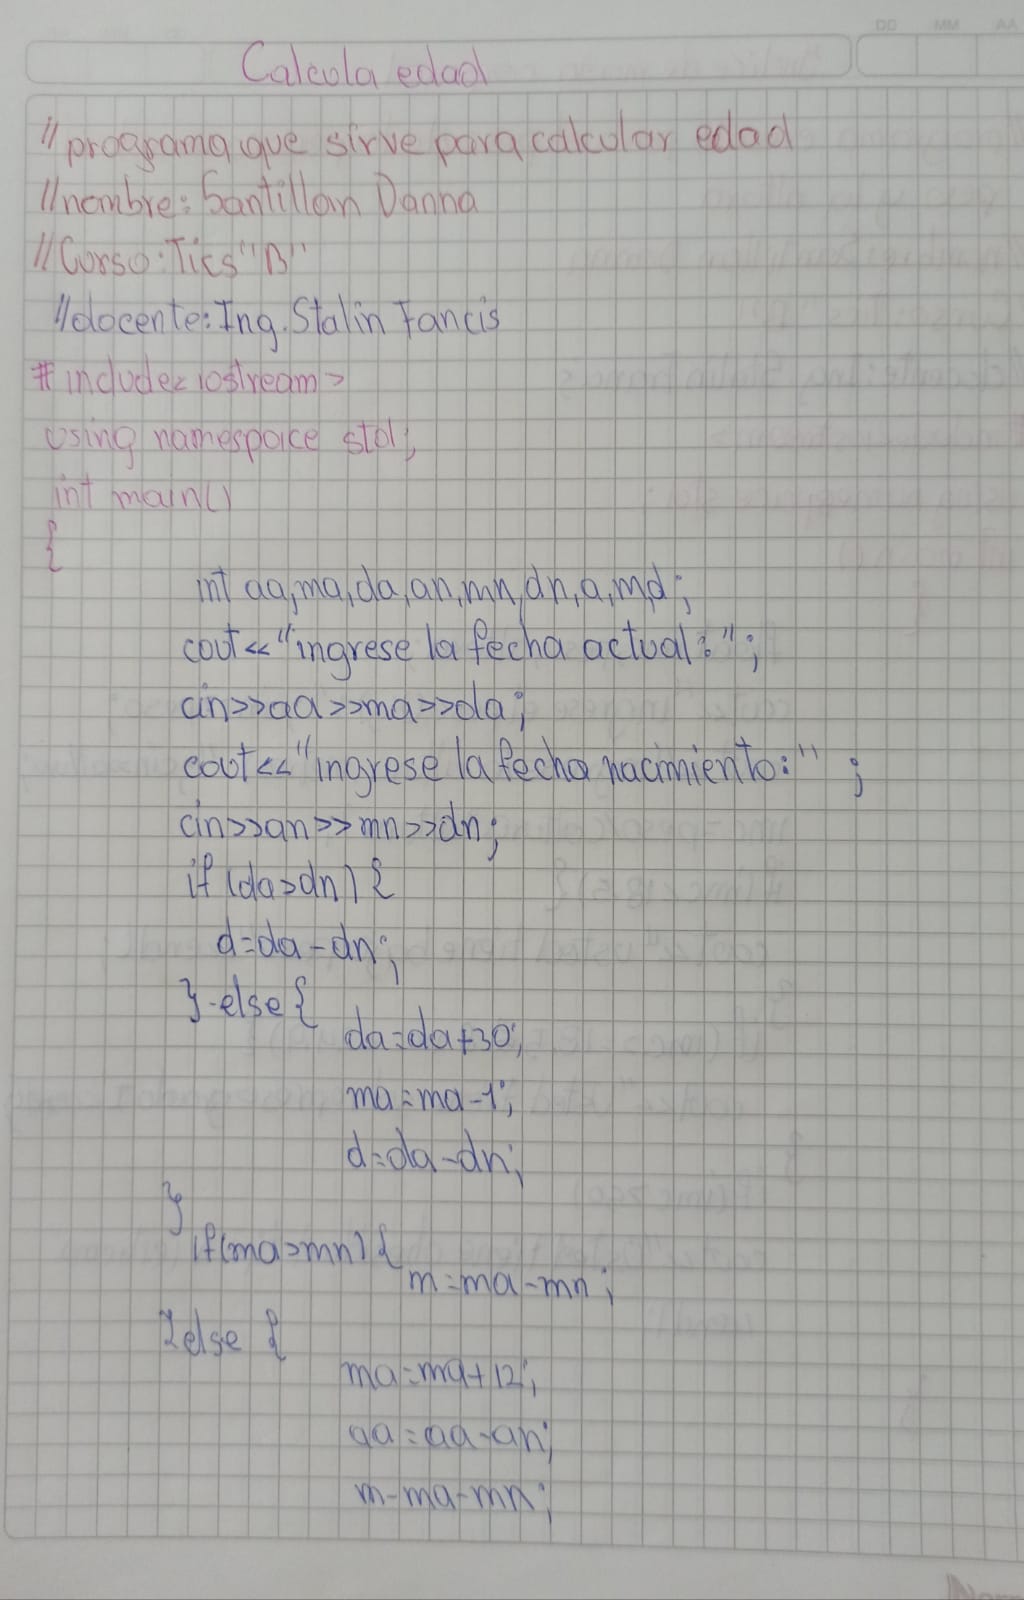 DD MM AA
Calcula edad
//programa que sirve para calcular edad
//nombre: Santillan Danna
//Curso: Tics "B"
//docente: Ing. Stalin Fancis
#include<iostream>
using namespace std;
int main()
{
int aa,ma,da,an,mn,dn,a,m,d;
cout<<"ingrese la fecha actual:";
cin>>aa>>ma>>da;
cout<<"ingrese la fecha nacimiento:" ;
cin>>an>>mn>>dn;
if (da>dn) {
d=da-dn;
}else{
da=da+30;
ma=ma-1;
d=da-dn;
}
if(ma>mn) {
m=ma-mn;
}else {
ma=ma+12;
aa=aa-an;
m-ma-mn;